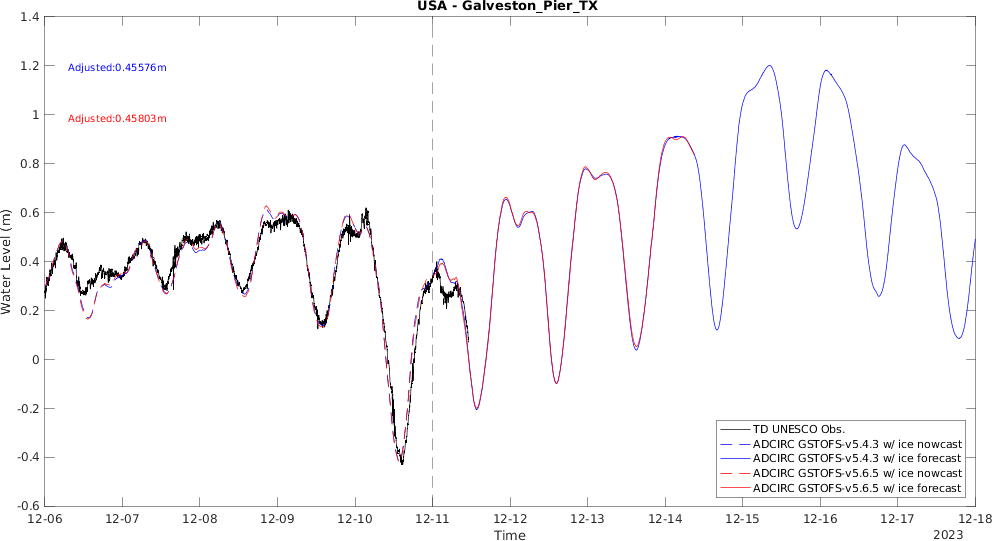 USA - Galveston_Pier_TX
Adjusted:0.45576m
Adjusted:0.45803m
Water Level (m)
1.4
1.2
1
0.8
0.6
0.4
0.2
0
-0.2
-0.4
-0.6
TD UNESCO Obs.
ADCIRC GSTOFS-v5.4.3 w/ ice nowcast
ADCIRC GSTOFS-v5.4.3 w/ ice forecast
ADCIRC GSTOFS-v5.6.5 w/ ice nowcast
ADCIRC GSTOFS-v5.6.5 w/ ice forecast
12-06 12-07 12-08 12-09 12-10 12-11 12-12 12-13 12-14 12-15 12-16 12-17 12-18
Time
2023